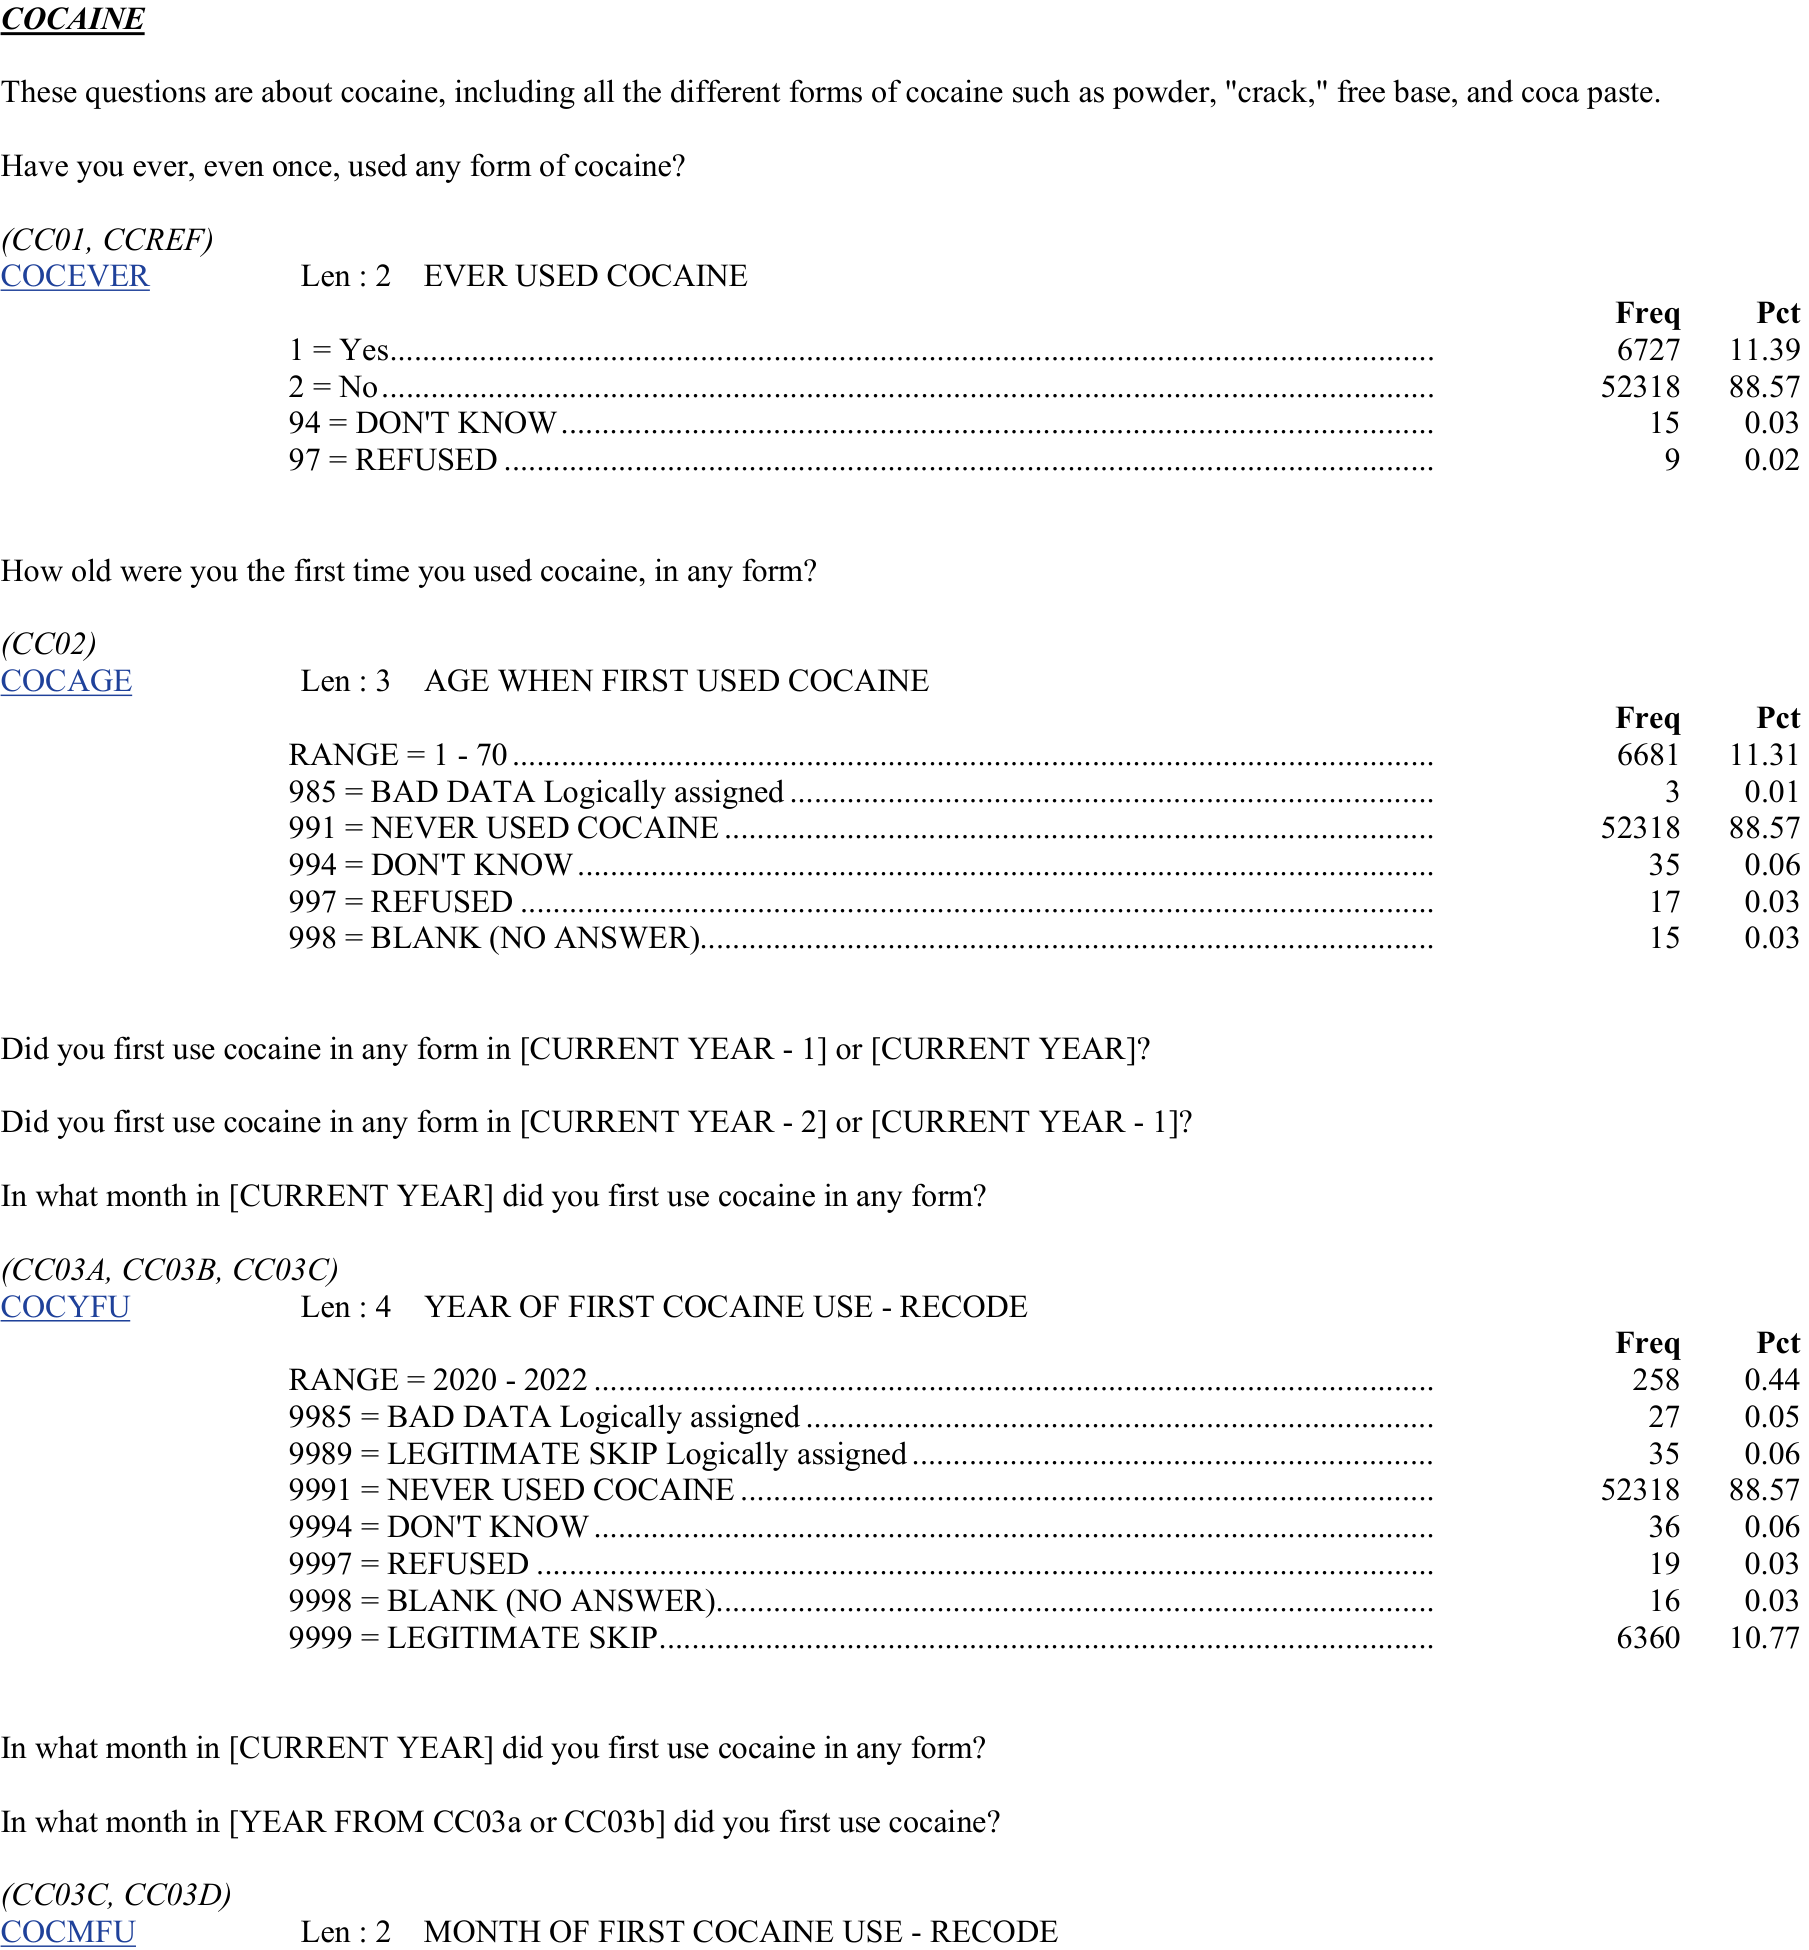 COCAINE
These questions are about cocaine, including all the different forms of cocaine such as powder, "crack," free base, and coca paste.
Have you ever, even once, used any form of cocaine?
(CC01, CCREF)
COCEVER Len : 2 EVER USED COCAINE
Freq Pct
1 = Yes 6727 11.39
2 = No 52318 88.57
94 = DON'T KNOW 15 0.03
97 = REFUSED 9 0.02
How old were you the first time you used cocaine, in any form?
(CC02)
COCAGE Len : 3 AGE WHEN FIRST USED COCAINE
Freq Pct
RANGE = 1 - 70 6681 11.31
985 = BAD DATA Logically assigned 3 0.01
991 = NEVER USED COCAINE 52318 88.57
994 = DON'T KNOW 35 0.06
997 = REFUSED 17 0.03
998 = BLANK (NO ANSWER) 15 0.03
Did you first use cocaine in any form in [CURRENT YEAR - 1] or [CURRENT YEAR]?
Did you first use cocaine in any form in [CURRENT YEAR - 2] or [CURRENT YEAR - 1]?
In what month in [CURRENT YEAR] did you first use cocaine in any form?
(CC03A, CC03B, CC03C)
COCYFU Len : 4 YEAR OF FIRST COCAINE USE - RECODE
Freq Pct
RANGE = 2020 - 2022 258 0.44
9985 = BAD DATA Logically assigned 27 0.05
9989 = LEGITIMATE SKIP Logically assigned 35 0.06
9991 = NEVER USED COCAINE 52318 88.57
9994 = DON'T KNOW 36 0.06
9997 = REFUSED 19 0.03
9998 = BLANK (NO ANSWER) 16 0.03
9999 = LEGITIMATE SKIP 6360 10.77
In what month in [CURRENT YEAR] did you first use cocaine in any form?
In what month in [YEAR FROM CC03a or CC03b] did you first use cocaine?
(CC03C, CC03D)
COCMFU Len : 2 MONTH OF FIRST COCAINE USE - RECODE